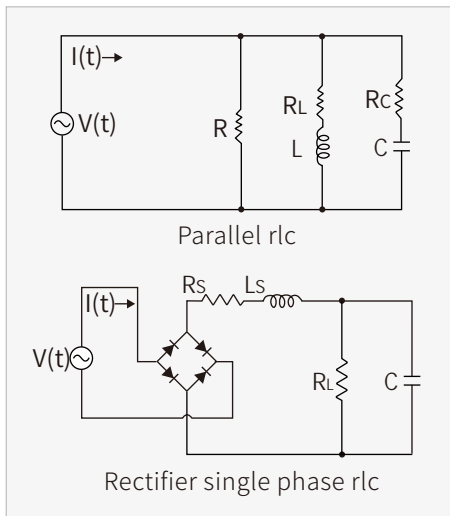 I(t)
V(t)
R
RL
L
RC
C
Parallel rlc
RS
LS
I(t)
V(t)
RL
C
Rectifier single phase rlc